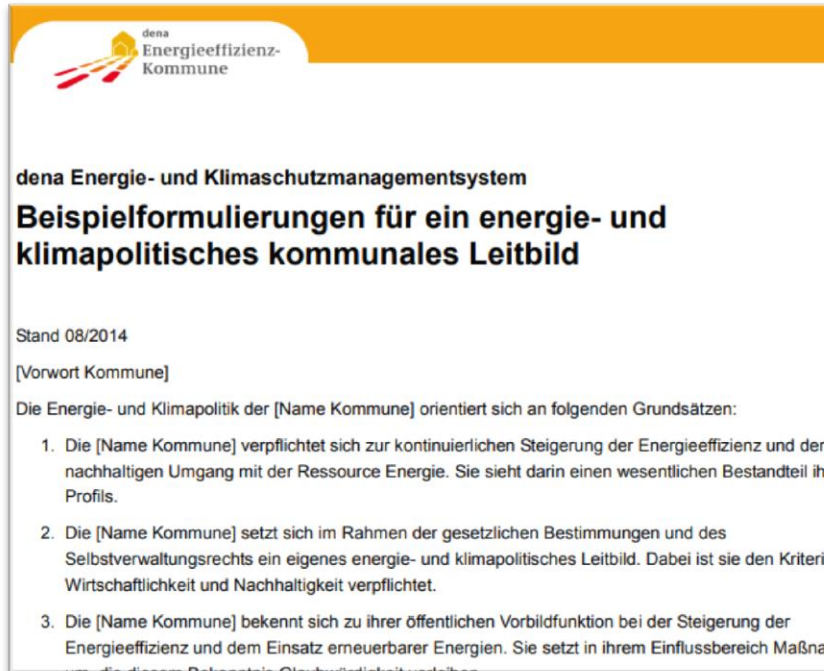 dena
Energieeffizienz-
Kommune
dena Energie- und Klimaschutzmanagementsystem
Beispielformulierungen für ein energie- und
klimapolitisches kommunales Leitbild
Stand 08/2014
[Vorwort Kommune]
Die Energie- und Klimapolitik der [Name Kommune] orientiert sich an folgenden Grundsätzen:
1. Die [Name Kommune] verpflichtet sich zur kontinuierlichen Steigerung der Energieeffizienz und der
nachhaltigen Umgang mit der Ressource Energie. Sie sieht darin einen wesentlichen Bestandteil ih
Profils.
2. Die [Name Kommune] setzt sich im Rahmen der gesetzlichen Bestimmungen und des
Selbstverwaltungsrechts ein eigenes energie- und klimapolitisches Leitbild. Dabei ist sie den Kriteri
Wirtschaftlichkeit und Nachhaltigkeit verpflichtet.
3. Die [Name Kommune] bekennt sich zu ihrer öffentlichen Vorbildfunktion bei der Steigerung der
Energieeffizienz und dem Einsatz erneuerbarer Energien. Sie setzt in ihrem Einflussbereich Maßna